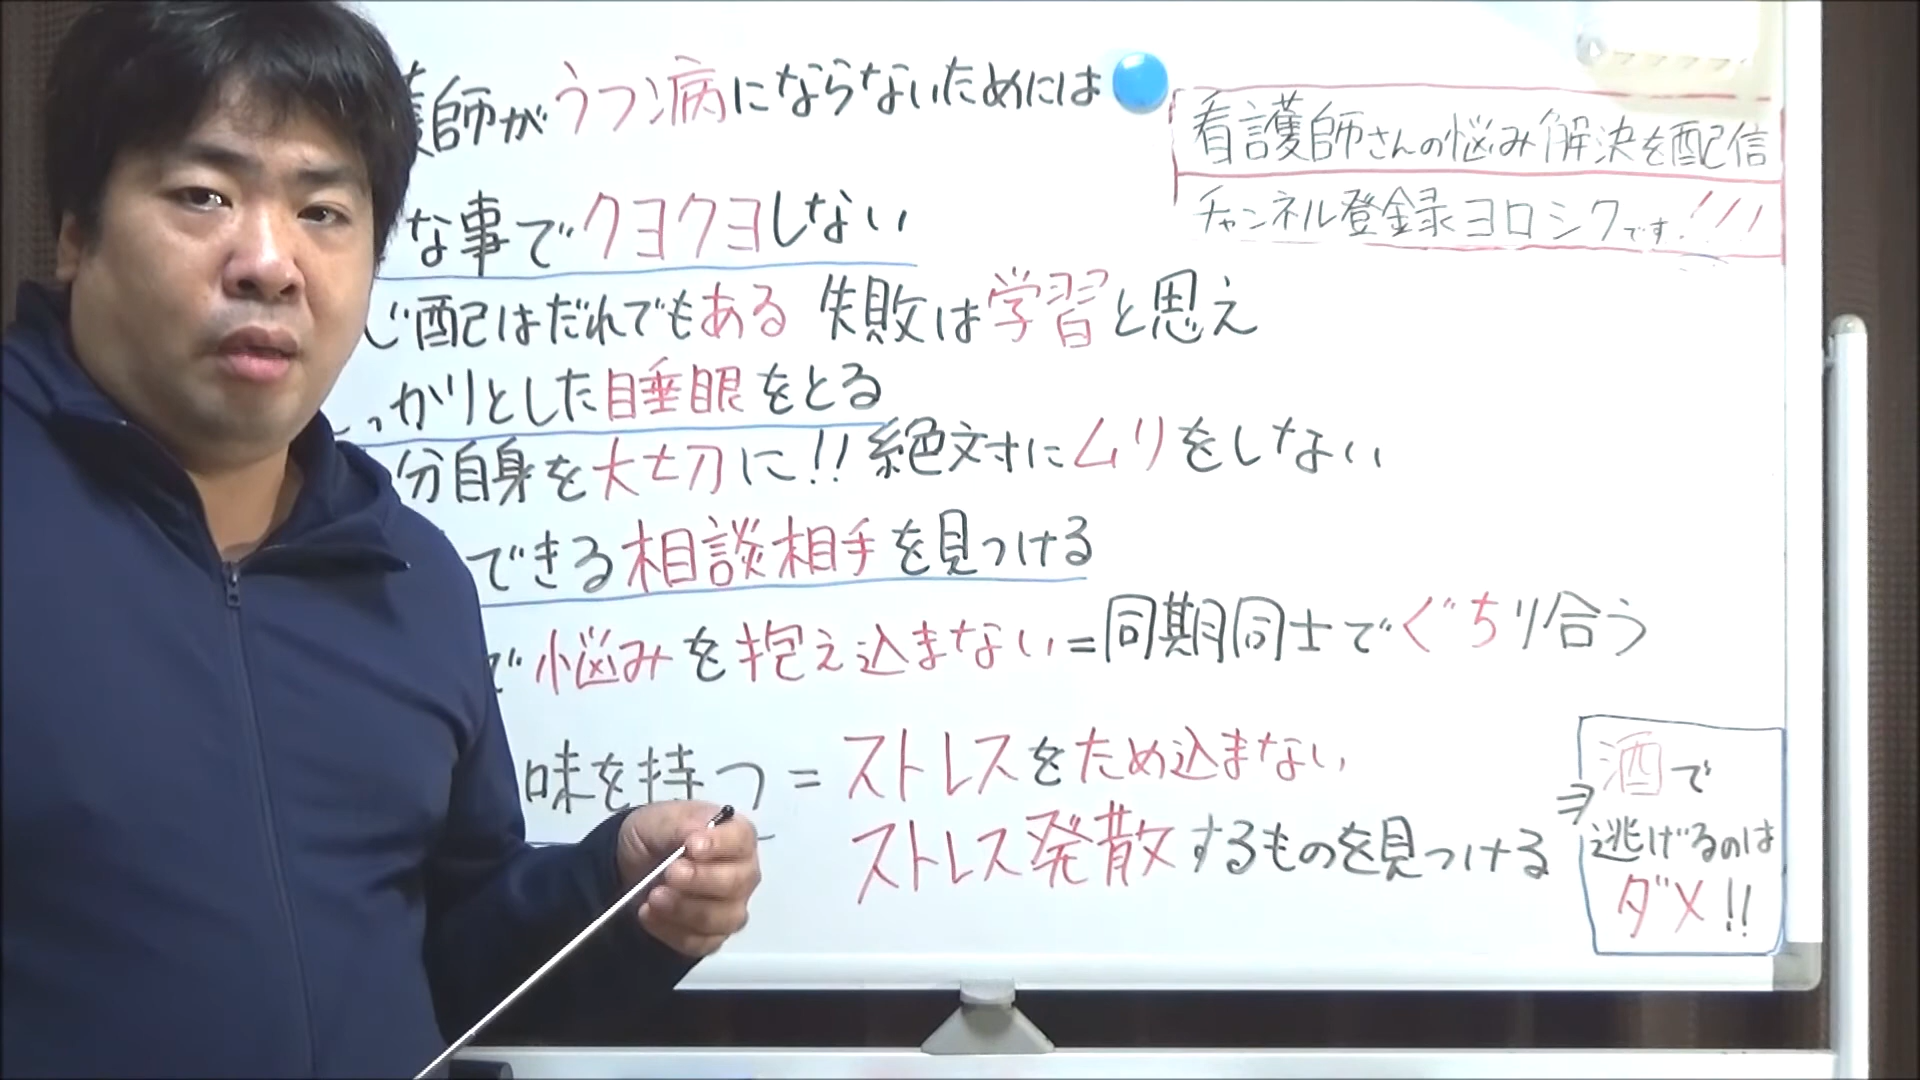 護師がうつ病にならないためには
な事でクヨクヨしない
心配はだれでもある 失敗は学習と思え
っかりとした睡眠をとる
分自身を大切に!! 絶対にムリをしない
できる相談相手を見つける
で悩みを抱え込まない=同期同士でぐちり合う
味を持つ = ストレスをため込まない
ストレス発散するものを見つける
⇒酒で
逃げるのは
ダメ!!
看護師さんの悩み解決を配信
チャンネル登録ヨロシクです!!!